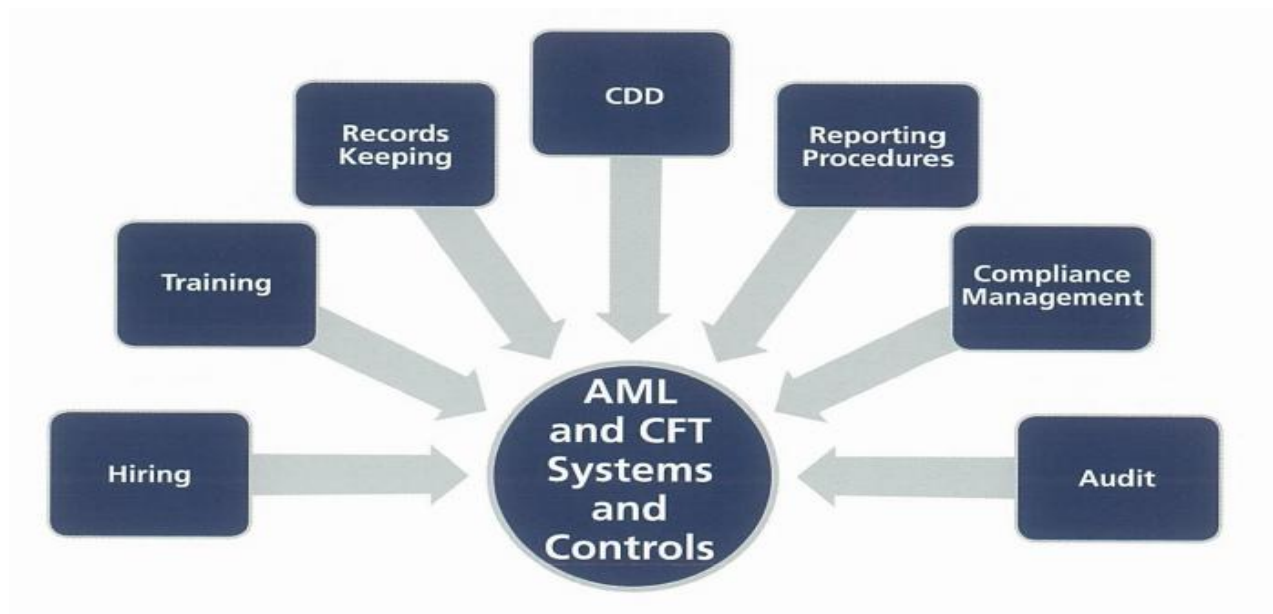 CDD
Records
Keeping
Reporting
Procedures
Training
Compliance
Management
Hiring
AML
and CFT
Systems
and
Controls
Audit